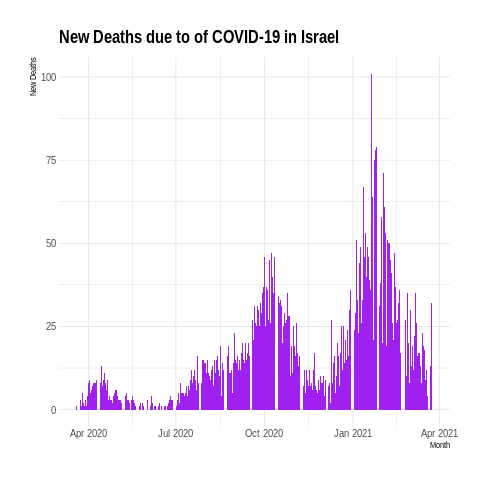 New Deaths due to of COVID-19 in Israel
New Deaths
100
75
50
25
0
Apr 2020
Jul 2020
Oct 2020
Jan 2021
Apr 2021
Month